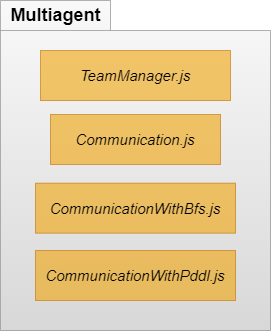 Multiagent
TeamManager.js
Communication.js
CommunicationWithBfs.js
CommunicationWithPddl.js